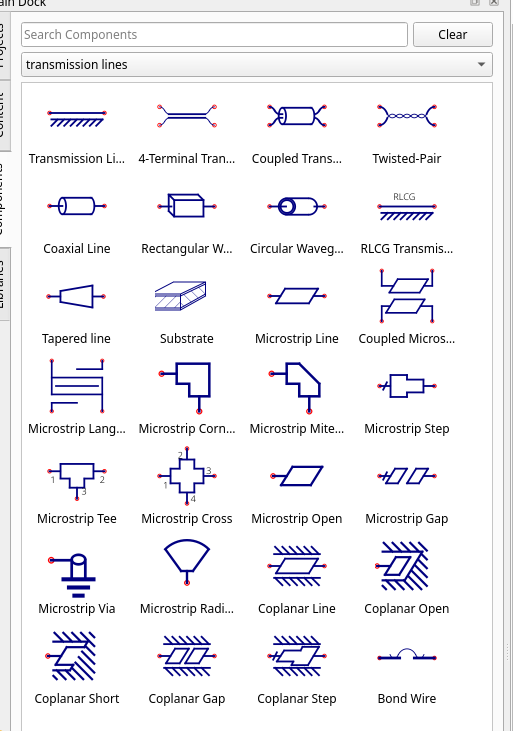 ain Dock
Search Components
Clear
transmission lines
Projects
Content
Components
Libraries
Transmission Li...
4-Terminal Tran...
Coupled Trans...
Twisted-Pair
RLCG
Coaxial Line
Rectangular W...
Circular Waveg...
RLCG Transmis...
Tapered line
Substrate
Microstrip Line
Coupled Micros...
Microstrip Lang...
Microstrip Corn...
Microstrip Mite...
Microstrip Step
1
2
3
2
3
1
4
Microstrip Tee
Microstrip Cross
Microstrip Open
Microstrip Gap
Microstrip Via
Microstrip Radi...
Coplanar Line
Coplanar Open
Coplanar Short
Coplanar Gap
Coplanar Step
Bond Wire